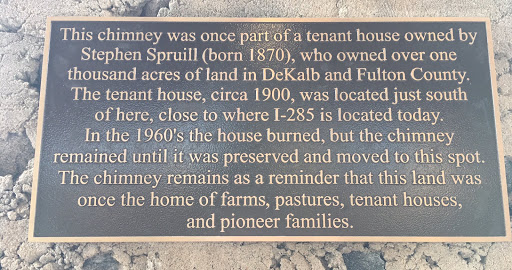 This chimney was once part of a tenant house owned by
Stephen Spruill (born 1870), who owned over one
thousand acres of land in DeKalb and Fulton County.
The tenant house, circa 1900, was located just south
of here, close to where I-285 is located today.
In the 1960's the house burned, but the chimney
remained until it was preserved and moved to this spot.
The chimney remains as a reminder that this land was
once the home of farms, pastures, tenant houses,
and pioneer families.